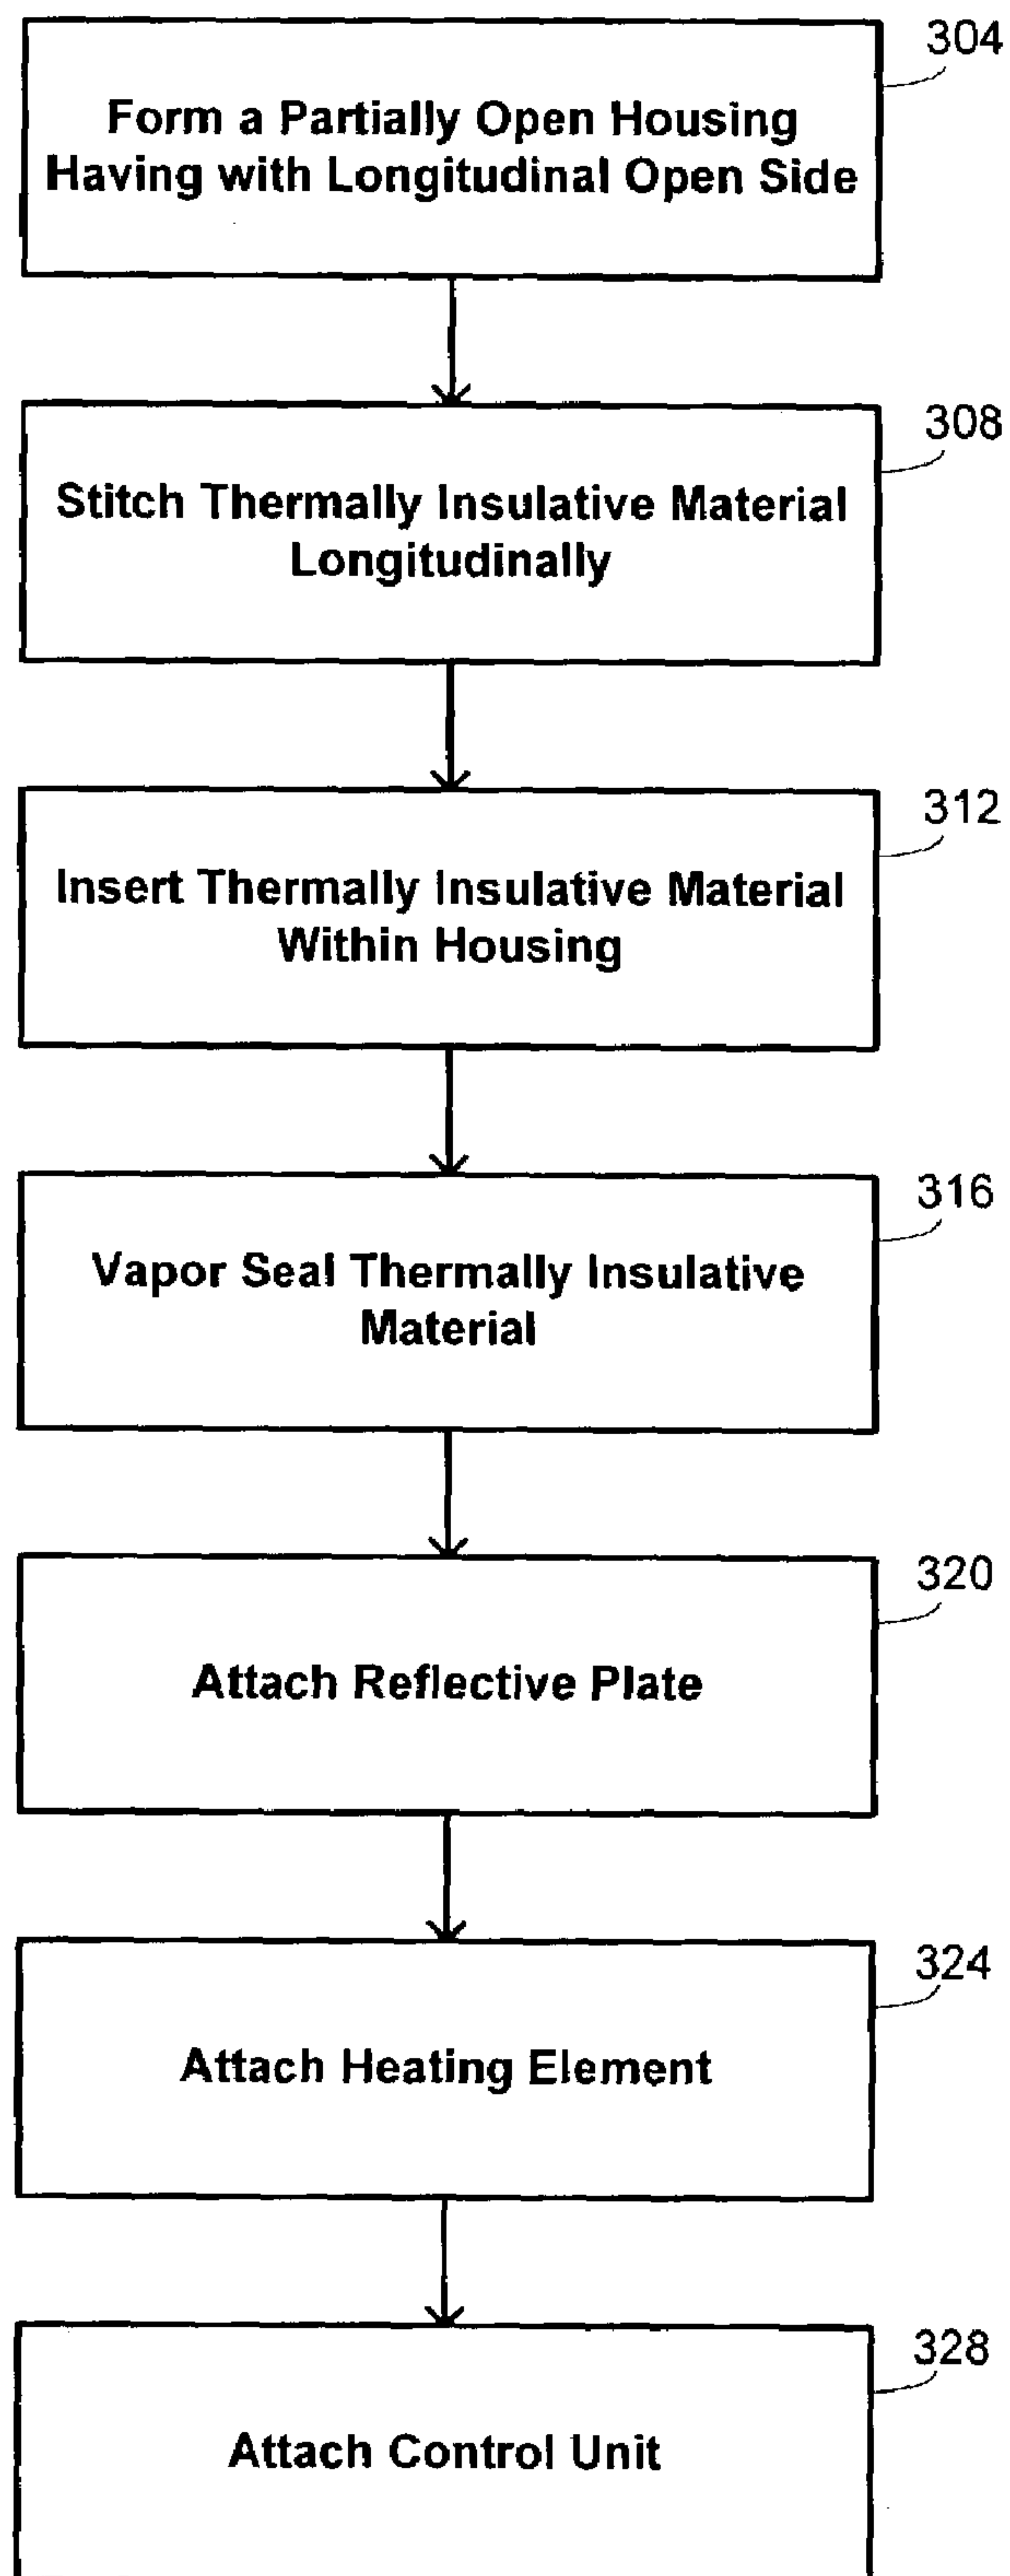 304
Form a Partially Open Housing
Having with Longitudinal Open Side
308
Stitch Thermally Insulative Material
Longitudinally
312
Insert Thermally Insulative Material
Within Housing
316
Vapor Seal Thermally Insulative
Material
320
Attach Reflective Plate
324
Attach Heating Element
328
Attach Control Unit